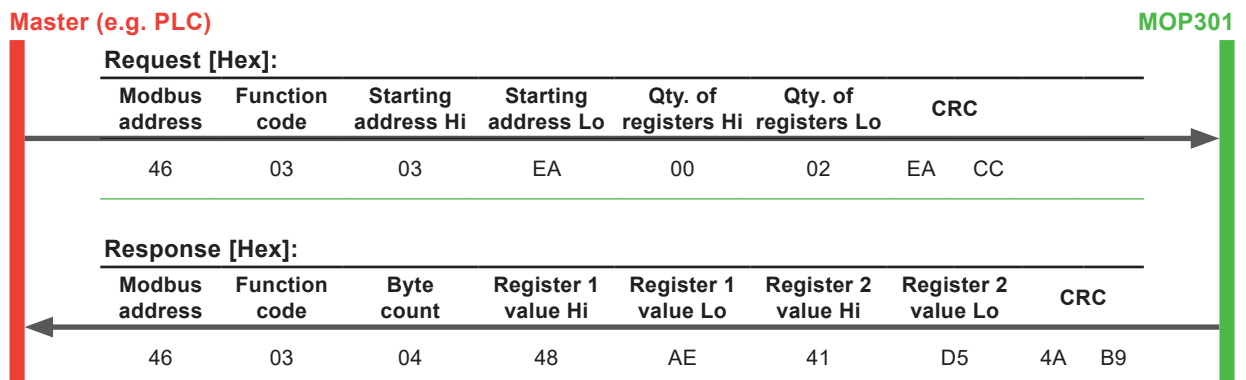 Master (e.g. PLC) MOP301
Request [Hex]:
Modbus address Function code Starting address Hi Starting address Lo Qty. of registers Hi Qty. of registers Lo CRC
46 03 03 EA 00 02 EA CC
Response [Hex]:
Modbus address Function code Byte count Register 1 value Hi Register 1 value Lo Register 2 value Hi Register 2 value Lo CRC
46 03 04 48 AE 41 D5 4A B9